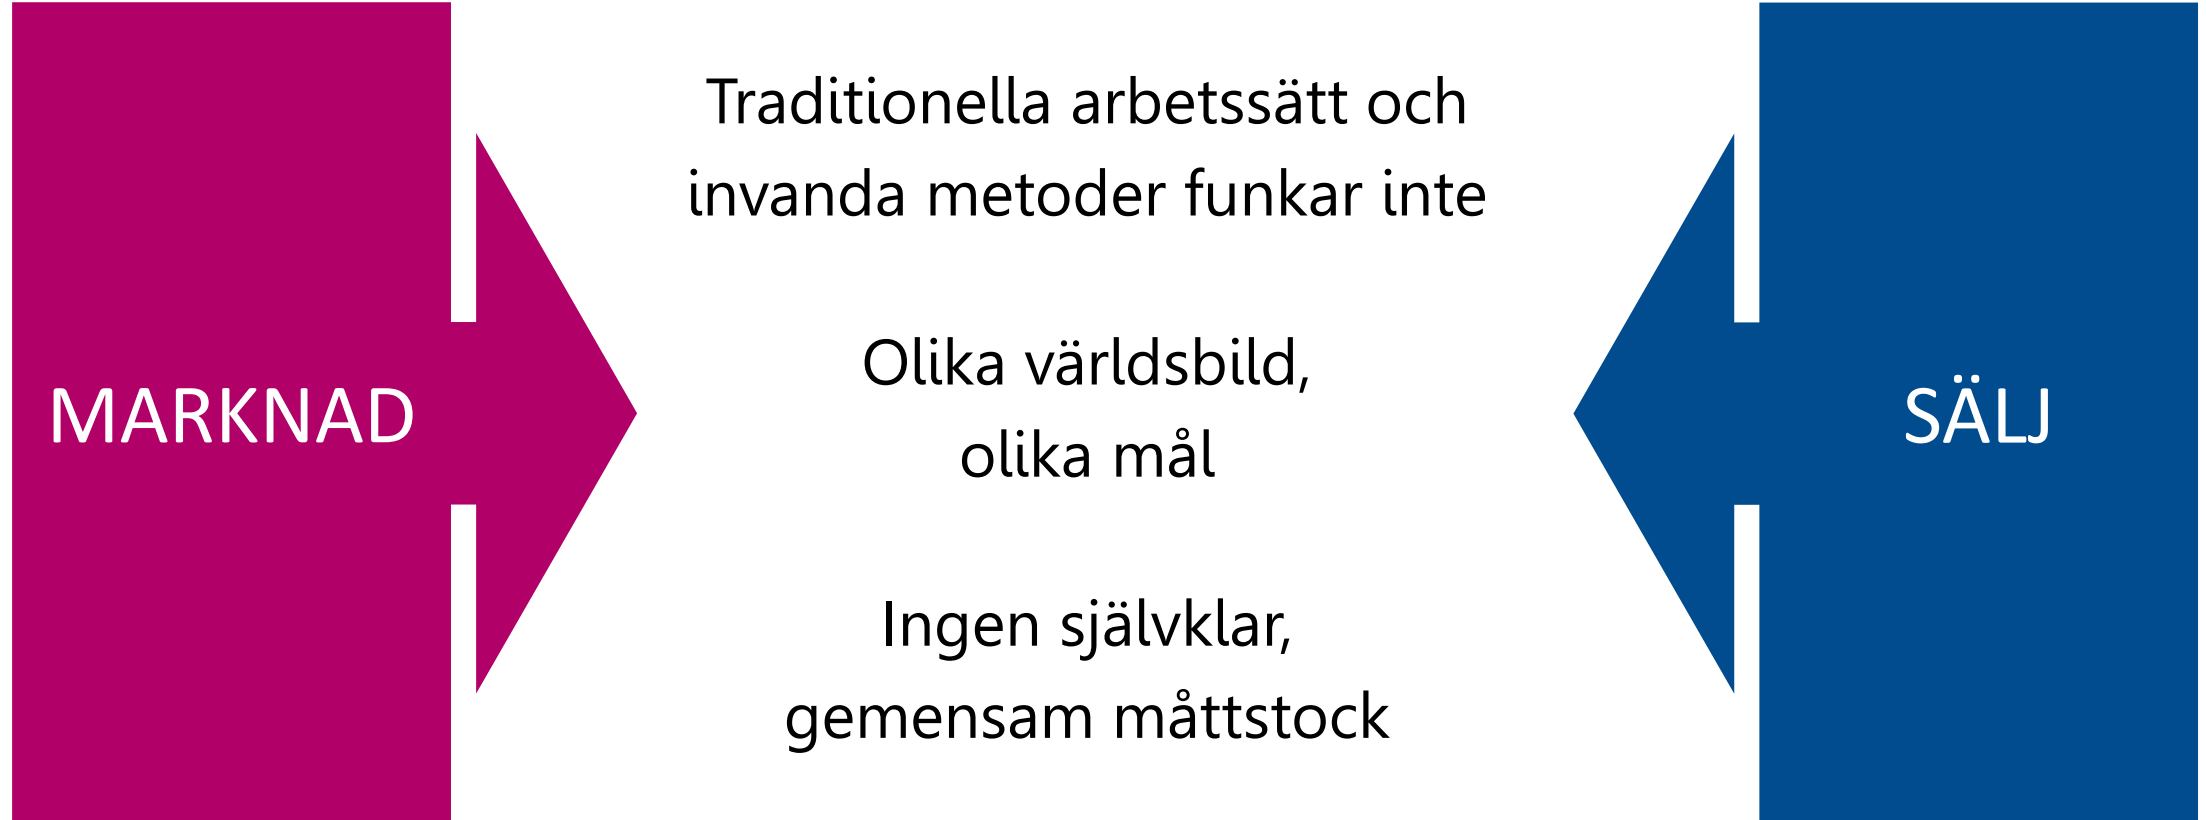 MARKNAD
Traditionella arbetssätt och
invanda metoder funkar inte
Olika världsbild,
olika mål
Ingen självklar,
gemensam måttstock
SÄLJ